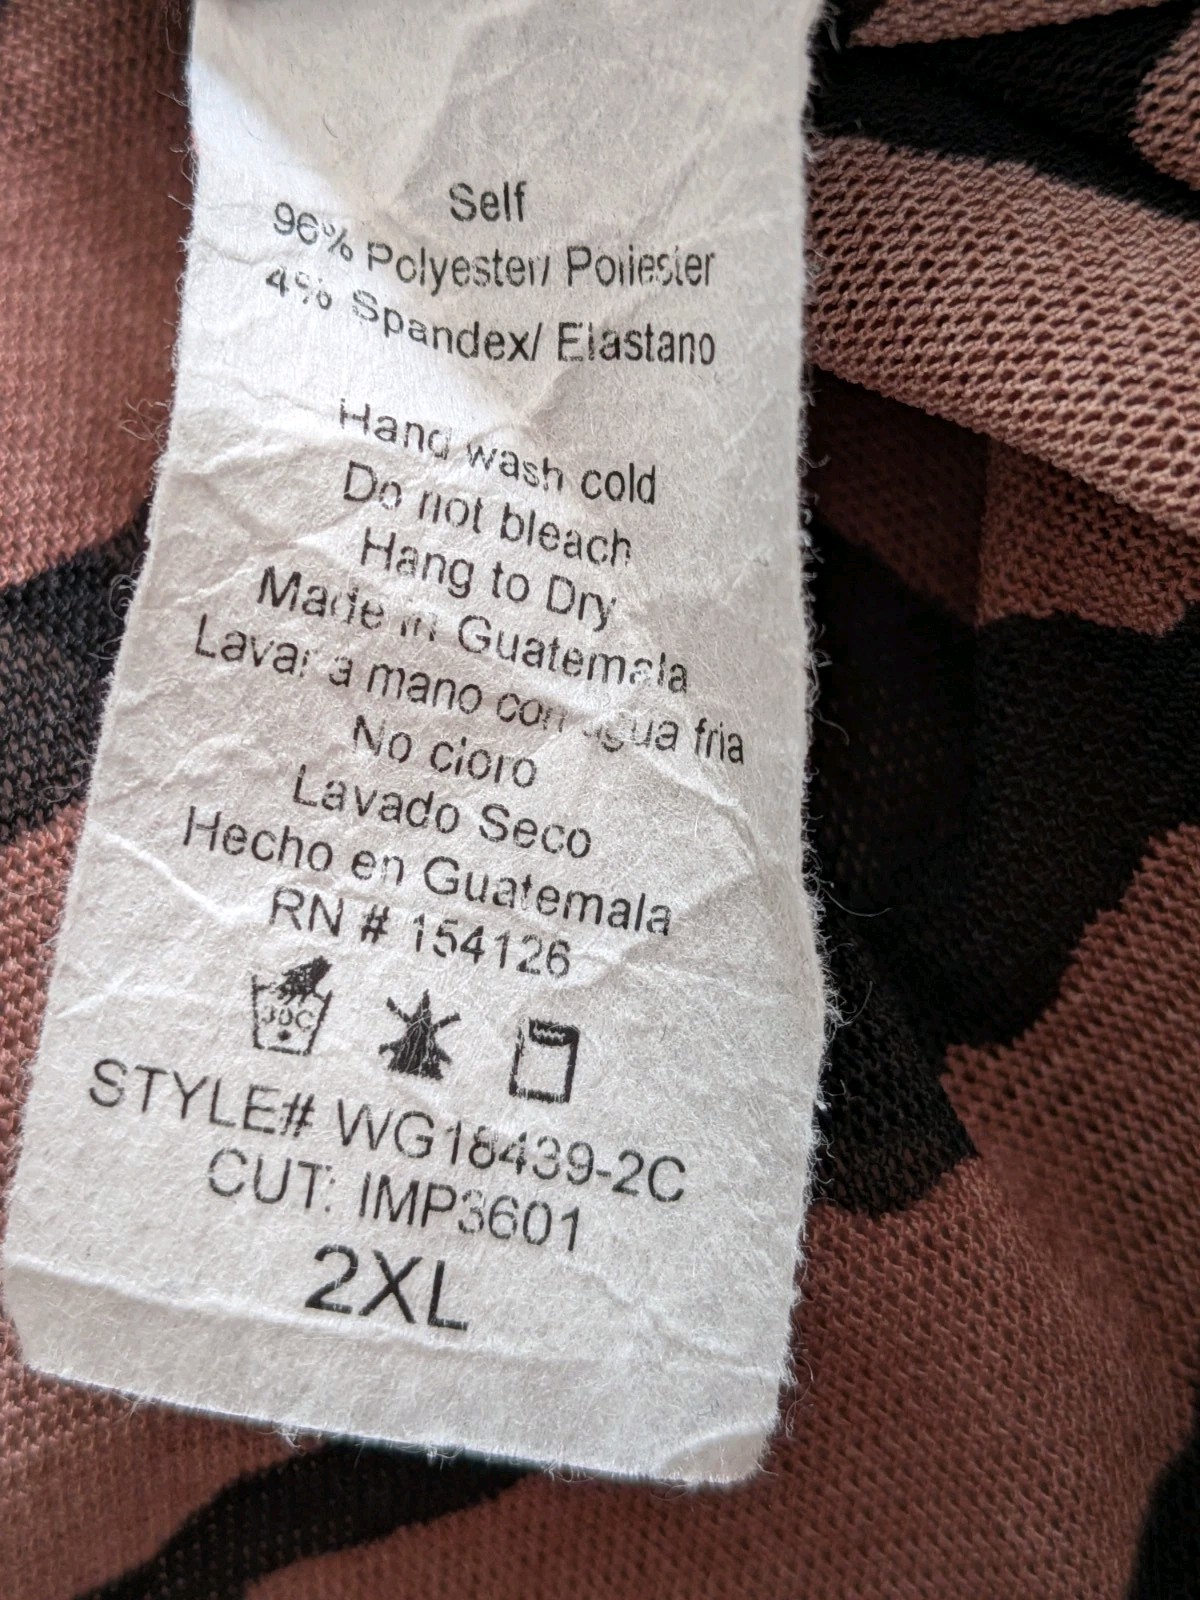 Self
96% Polyester/ Poliester
4% Spandex/ Elastano
Hand wash cold
Do not bleach
Hang to Dry
Made in Guatemala
Lavar a mano con agua fria
No cloro
Lavado Seco
Hecho en Guatemala
RN # 154126
30C
STYLE# WG18439-2C
CUT: IMP3601
2XL